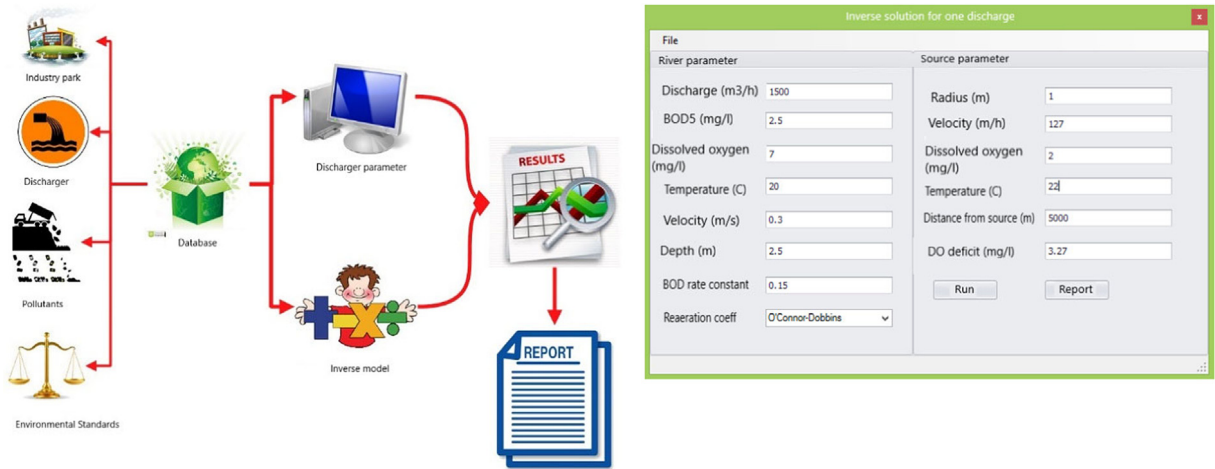 Industry park
Discharger
Pollutants
Environmental Standards
Database
Discharger parameter
Inverse model
RESULTS
REPORT
Inverse solution for one discharge
x
File
River parameter
Discharge (m3/h) 1500
BOD5 (mg/l) 2.5
Dissolved oxygen
(mg/l) 7
Temperature (C) 20
Velocity (m/s) 0.3
Depth (m) 2.5
BOD rate constant 0.15
Reaeration coeff O'Connor-Dobbins
Source parameter
Radius (m) 1
Velocity (m/h) 127
Dissolved oxygen
(mg/l) 2
Temperature (C) 22
Distance from source (m) 5000
DO deficit (mg/l) 3.27
Run Report